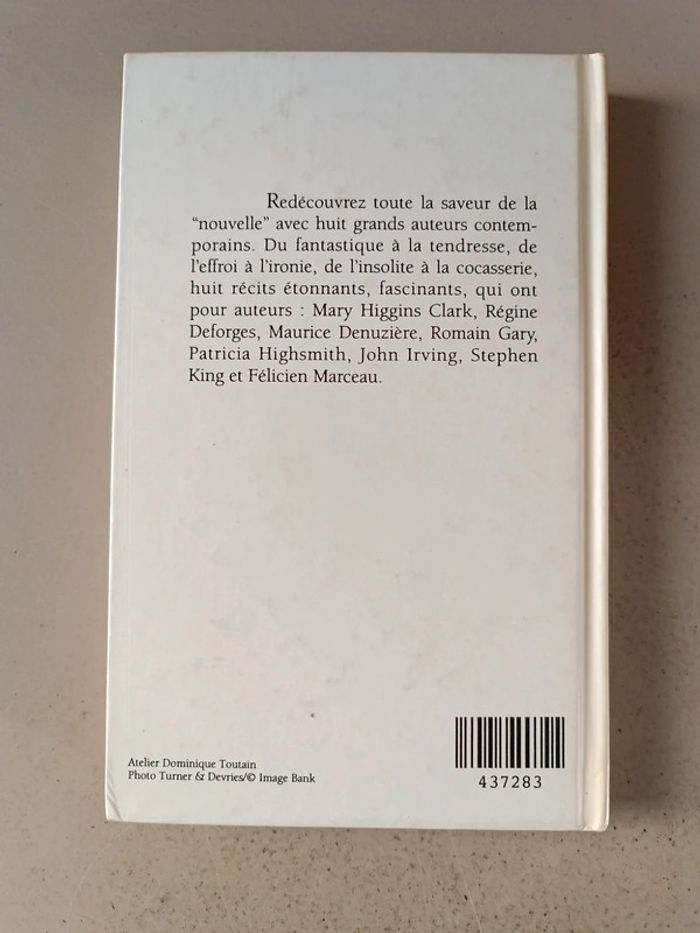 Redécouvrez toute la saveur de la
“nouvelle” avec huit grands auteurs contem-
porains. Du fantastique à la tendresse, de
l'effroi à l'ironie, de l'insolite à la cocasserie,
huit récits étonnants, fascinants, qui ont
pour auteurs : Mary Higgins Clark, Régine
Deforges, Maurice Denuzière, Romain Gary,
Patricia Highsmith, John Irving, Stephen
King et Félicien Marceau.
Atelier Dominique Toutain
Photo Turner & Devries/© Image Bank
437283